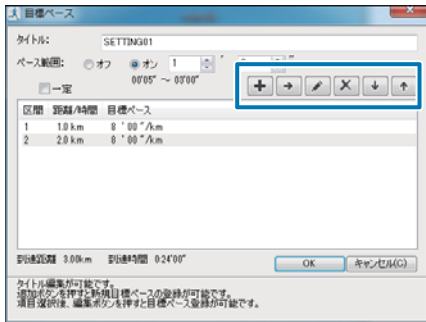 目標ペース
タイトル: SETTING01
ペース範囲: オフ オン 1 ´ ″
00'05" ～ 03'00"
一定
区間 距離/時間 目標ペース
1 1.0 km 8 ' 00 "/km
2 2.0 km 8 ' 00 "/km
到達距離 3.00km 到達時間 0:24'00"
OK キャンセル(C)
タイトル編集が可能です。
追加ボタンを押すと新規目標ペースの登録が可能です。
項目選択後、編集ボタンを押すと目標ペース登録が可能です。